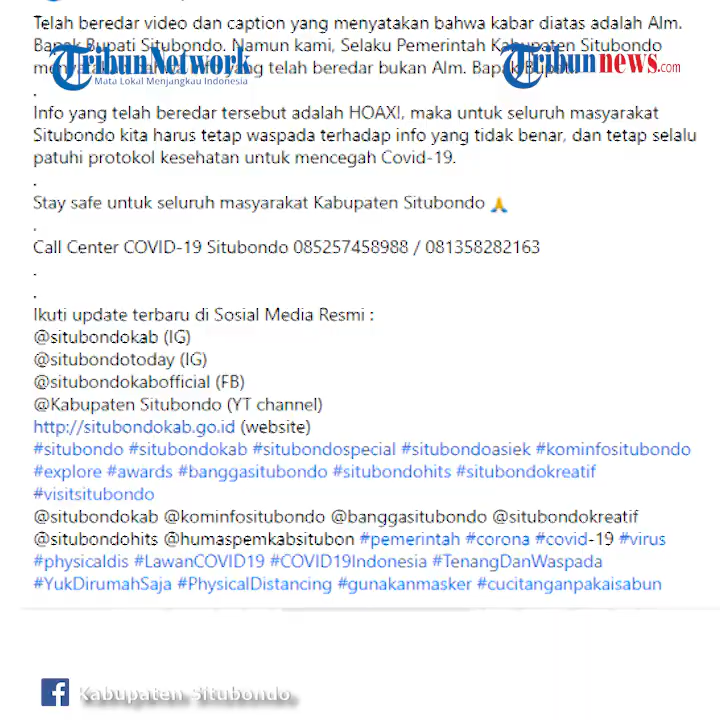 Telah beredar video dan caption yang menyatakan bahwa kabar diatas adalah Alm.
Bapak Bupati Situbondo. Namun kami, Selaku Pemerintah Kabupaten Situbondo
yang telah beredar bukan Alm. Bapak
Tribun Network
Mata Lokal Menjangkau Indonesia
Tribunnews.com
.
Info yang telah beredar tersebut adalah HOAX!, maka untuk seluruh masyarakat
Situbondo kita harus tetap waspada terhadap info yang tidak benar, dan tetap selalu
patuhi protokol kesehatan untuk mencegah Covid-19.
.
Stay safe untuk seluruh masyarakat Kabupaten Situbondo 🙏
.
Call Center COVID-19 Situbondo 085257458988 / 081358282163
.
.
Ikuti update terbaru di Sosial Media Resmi :
@situbondokab (IG)
@situbondotoday (IG)
@situbondokabofficial (FB)
@Kabupaten Situbondo (YT channel)
http://situbondokab.go.id (website)
#situbondo #situbondokab #situbondospecial #situbondoasiek #kominfositubondo
#explore #awards #banggasitubondo #situbondohits #situbondokreatif
#visitsitubondo
@situbondokab @kominfositubondo @banggasitubondo @situbondokreatif
@situbondohits @humaspemkabsitubon #pemerintah #corona #covid-19 #virus
#physicaldis #LawanCOVID19 #COVID19Indonesia #TenangDanWaspada
#YukDirumahSaja #PhysicalDistancing #gunakanmasker #cucitanganpakaisabun
Kabupaten Situbondo